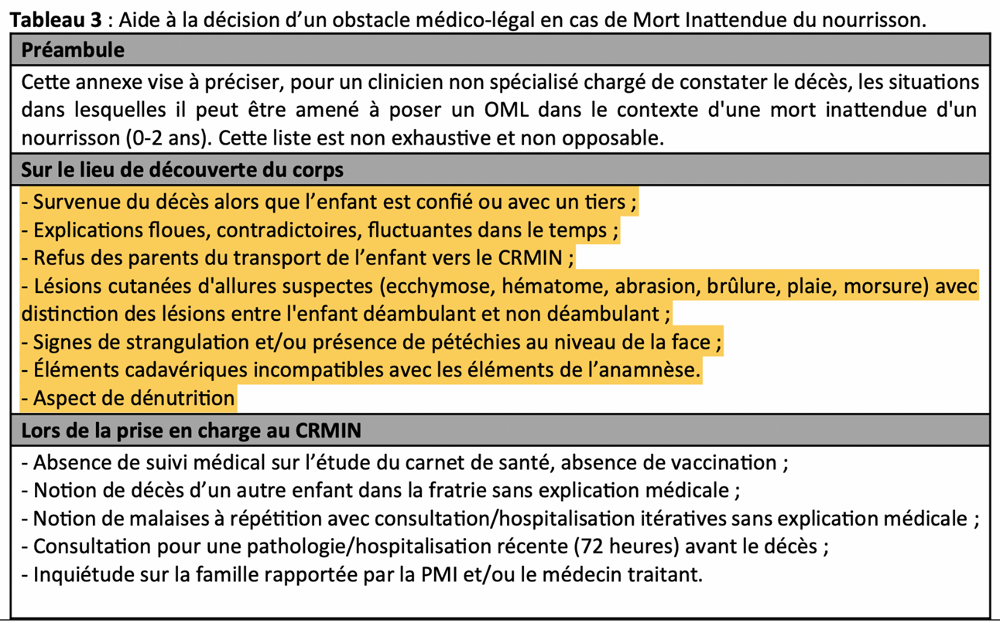 Tableau 3 : Aide à la décision d’un obstacle médico-légal en cas de Mort Inattendue du nourrisson.
Préambule
Cette annexe vise à préciser, pour un clinicien non spécialisé chargé de constater le décès, les situations
dans lesquelles il peut être amené à poser un OML dans le contexte d'une mort inattendue d'un
nourrisson (0-2 ans). Cette liste est non exhaustive et non opposable.
Sur le lieu de découverte du corps
- Survenue du décès alors que l’enfant est confié ou avec un tiers ;
- Explications floues, contradictoires, fluctuantes dans le temps ;
- Refus des parents du transport de l’enfant vers le CRMIN ;
- Lésions cutanées d'allures suspectes (ecchymose, hématome, abrasion, brûlure, plaie, morsure) avec
distinction des lésions entre l'enfant déambulant et non déambulant ;
- Signes de strangulation et/ou présence de pétéchies au niveau de la face ;
- Éléments cadavériques incompatibles avec les éléments de l’anamnèse.
- Aspect de dénutrition
Lors de la prise en charge au CRMIN
- Absence de suivi médical sur l’étude du carnet de santé, absence de vaccination ;
- Notion de décès d’un autre enfant dans la fratrie sans explication médicale ;
- Notion de malaises à répétition avec consultation/hospitalisation itératives sans explication médicale ;
- Consultation pour une pathologie/hospitalisation récente (72 heures) avant le décès ;
- Inquiétude sur la famille rapportée par la PMI et/ou le médecin traitant.